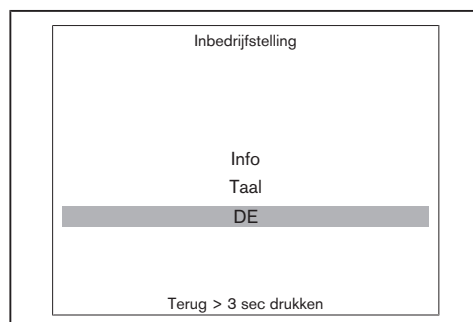 Inbedrijfstelling
Info
Taal
DE
Terug > 3 sec drukken